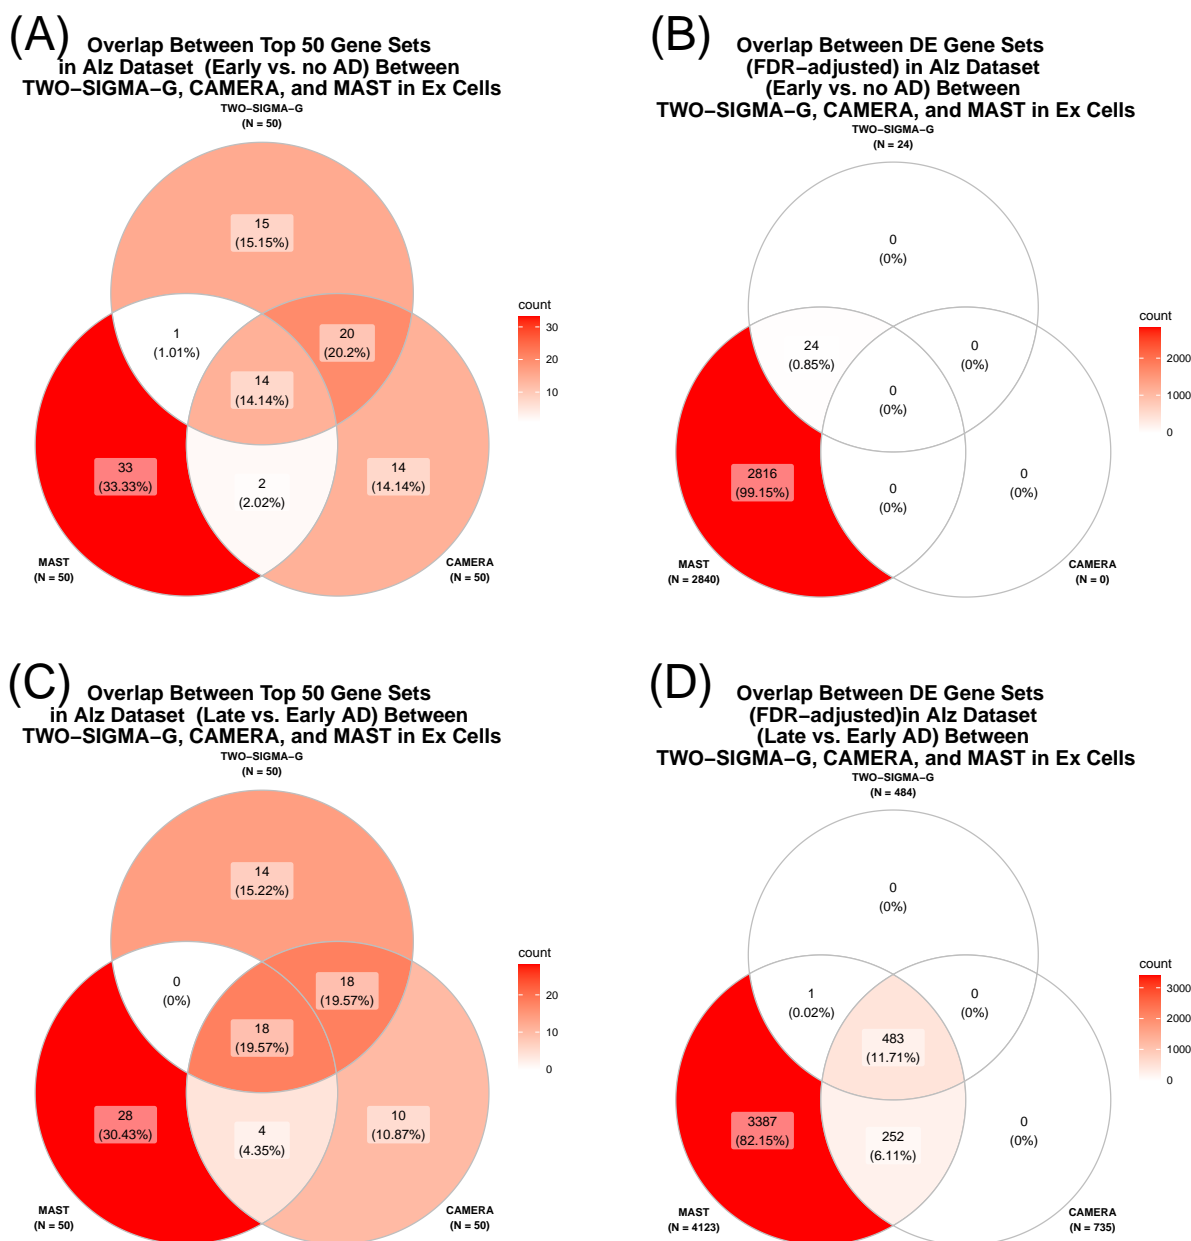 (A)
Overlap Between Top 50 Gene Sets
in Alz Dataset (Early vs. no AD) Between
TWO−SIGMA−G, CAMERA, and MAST in Ex Cells
TWO−SIGMA−G
(N = 50)
15
(15.15%)
1
(1.01%)
20
(20.2%)
14
(14.14%)
33
(33.33%)
2
(2.02%)
14
(14.14%)
MAST
(N = 50)
CAMERA
(N = 50)
count
30
20
10
(B)
Overlap Between DE Gene Sets
(FDR−adjusted) in Alz Dataset
(Early vs. no AD) Between
TWO−SIGMA−G, CAMERA, and MAST in Ex Cells
TWO−SIGMA−G
(N = 24)
0
(0%)
24
(0.85%)
0
(0%)
0
(0%)
2816
(99.15%)
0
(0%)
0
(0%)
MAST
(N = 2840)
CAMERA
(N = 0)
count
2000
1000
0
(C)
Overlap Between Top 50 Gene Sets
in Alz Dataset (Late vs. Early AD) Between
TWO−SIGMA−G, CAMERA, and MAST in Ex Cells
TWO−SIGMA−G
(N = 50)
14
(15.22%)
0
(0%)
18
(19.57%)
18
(19.57%)
28
(30.43%)
4
(4.35%)
10
(10.87%)
MAST
(N = 50)
CAMERA
(N = 50)
count
20
10
0
(D)
Overlap Between DE Gene Sets
(FDR−adjusted)in Alz Dataset
(Late vs. Early AD) Between
TWO−SIGMA−G, CAMERA, and MAST in Ex Cells
TWO−SIGMA−G
(N = 484)
0
(0%)
1
(0.02%)
0
(0%)
483
(11.71%)
3387
(82.15%)
252
(6.11%)
0
(0%)
MAST
(N = 4123)
CAMERA
(N = 735)
count
3000
2000
1000
0